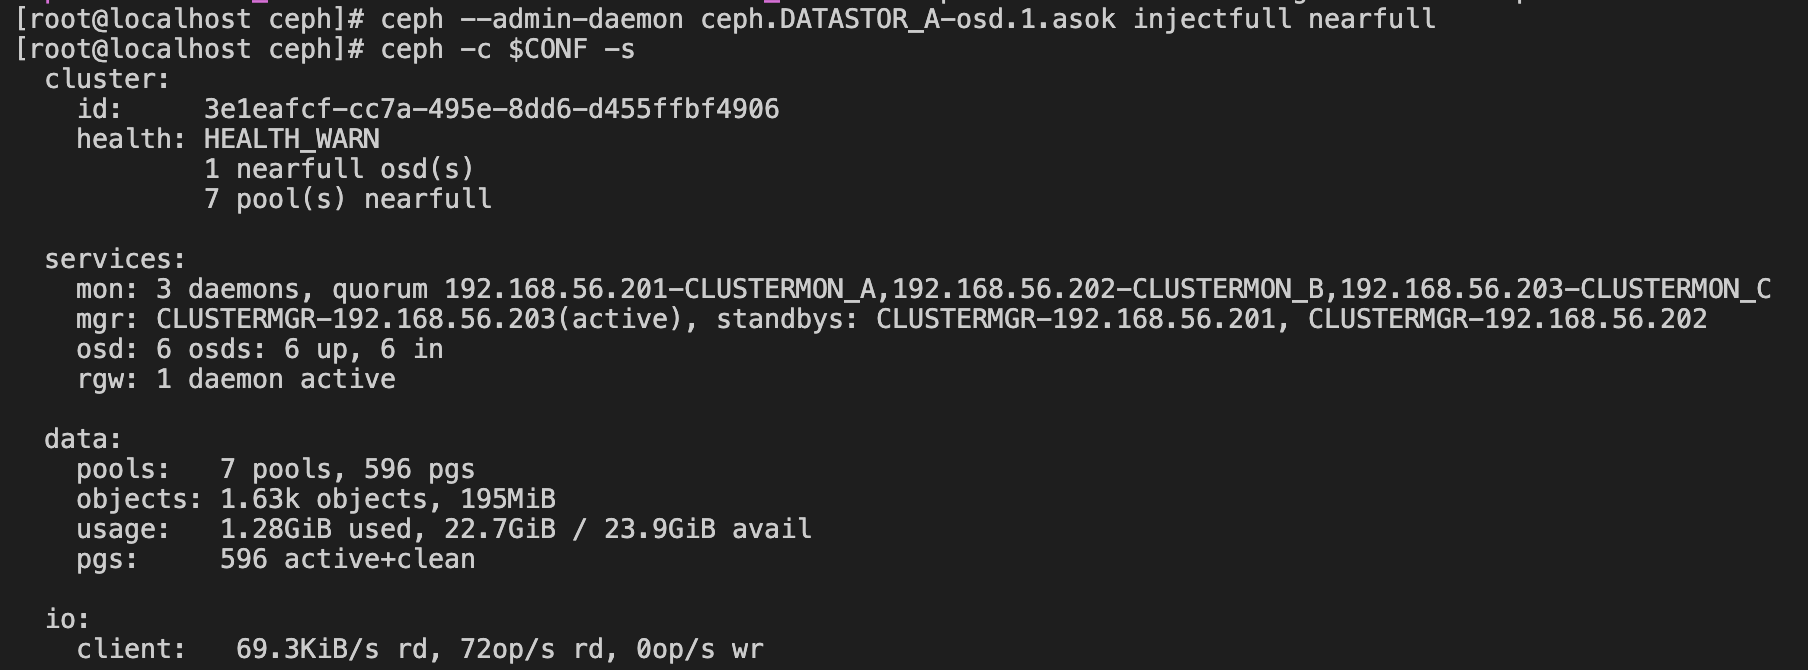 [root@localhost ceph]# ceph --admin-daemon ceph.DATASTOR_A-osd.1.asok injectfull nearfull
[root@localhost ceph]# ceph -c $CONF -s
  cluster:
    id:     3e1eafcf-cc7a-495e-8dd6-d455ffbf4906
    health: HEALTH_WARN
            1 nearfull osd(s)
            7 pool(s) nearfull

  services:
    mon: 3 daemons, quorum 192.168.56.201-CLUSTERMON_A,192.168.56.202-CLUSTERMON_B,192.168.56.203-CLUSTERMON_C
    mgr: CLUSTERMGR-192.168.56.203(active), standbys: CLUSTERMGR-192.168.56.201, CLUSTERMGR-192.168.56.202
    osd: 6 osds: 6 up, 6 in
    rgw: 1 daemon active

  data:
    pools:   7 pools, 596 pgs
    objects: 1.63k objects, 195MiB
    usage:   1.28GiB used, 22.7GiB / 23.9GiB avail
    pgs:     596 active+clean

  io:
    client:   69.3KiB/s rd, 72op/s rd, 0op/s wr